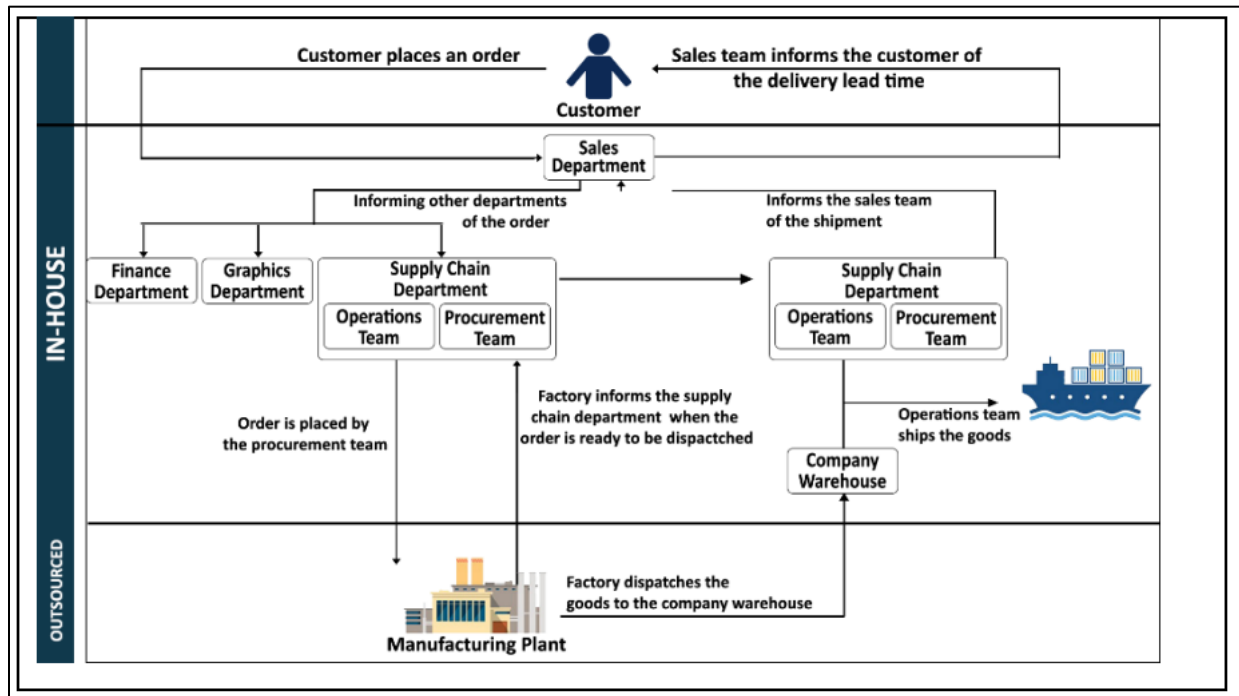 IN-HOUSE
OUTSOURCED
Customer places an order
Sales team informs the customer of
the delivery lead time
Customer
Sales
Department
Informing other departments
of the order
Informs the sales team
of the shipment
Finance
Department
Graphics
Department
Supply Chain
Department
Operations
Team
Procurement
Team
Supply Chain
Department
Operations
Team
Procurement
Team
Order is placed by
the procurement team
Factory informs the supply
chain department when the
order is ready to be dispactched
Operations team
ships the goods
Company
Warehouse
Factory dispatches the
goods to the company warehouse
Manufacturing Plant